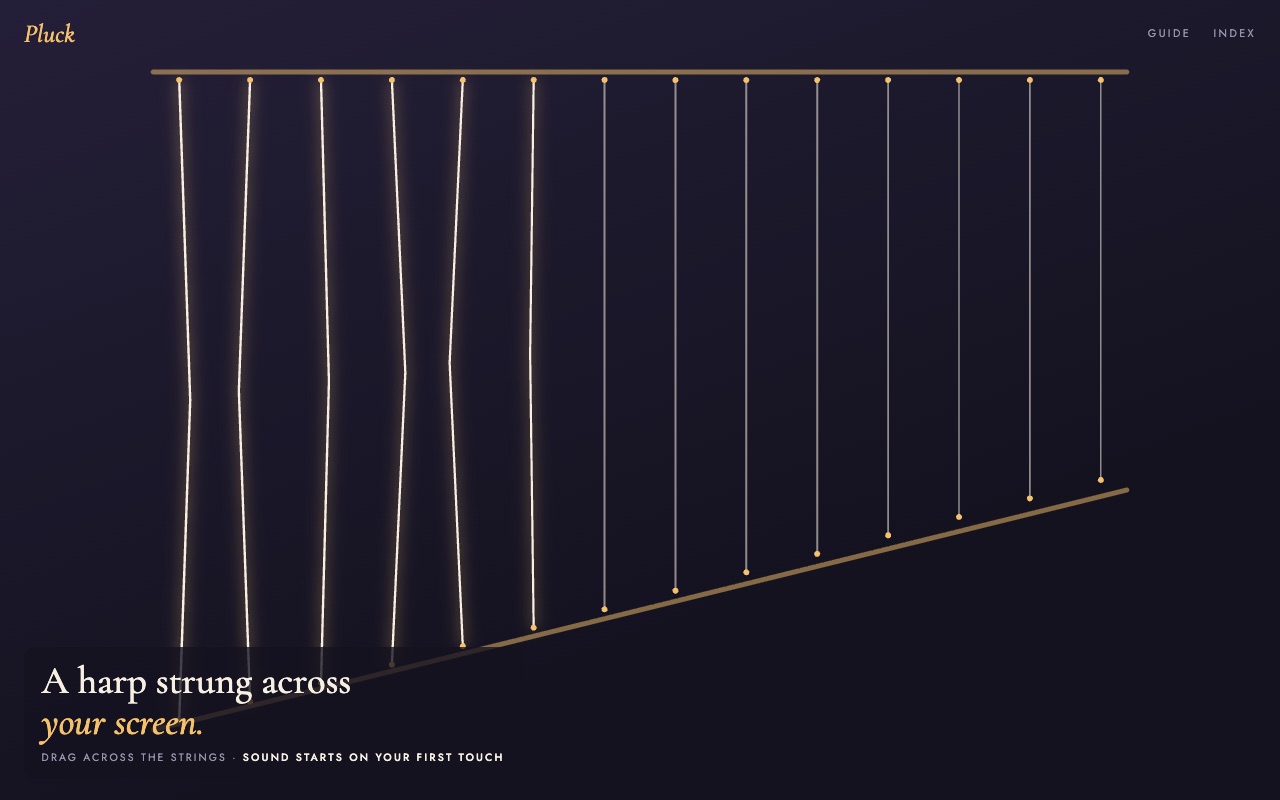 Pluck
GUIDE INDEX
A harp strung across
your screen.
DRAG ACROSS THE STRINGS · SOUND STARTS ON YOUR FIRST TOUCH